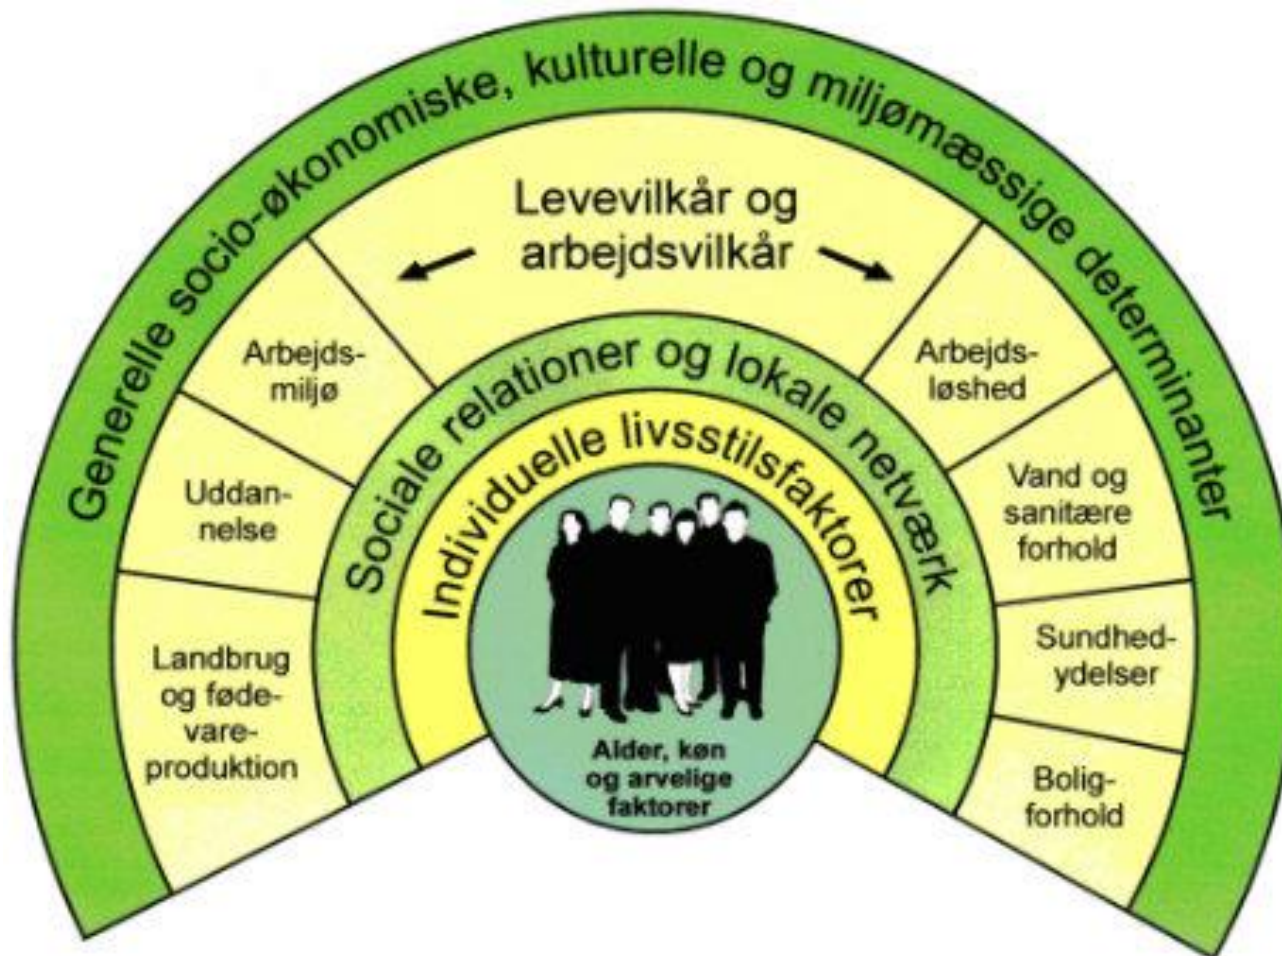 Generelle socio-økonomiske, kulturelle og miljømæssige determinanter
Levevilkår og
arbejdsvilkår
Arbejds-
miljø
Uddan-
nelse
Landbrug
og føde-
vare-
produktion
Arbejds-
løshed
Vand og
sanitære
forhold
Sundhed-
ydelser
Bolig-
forhold
Sociale relationer og lokale netværk
Individuelle livsstilsfaktorer
Alder, køn
og arvelige
faktorer